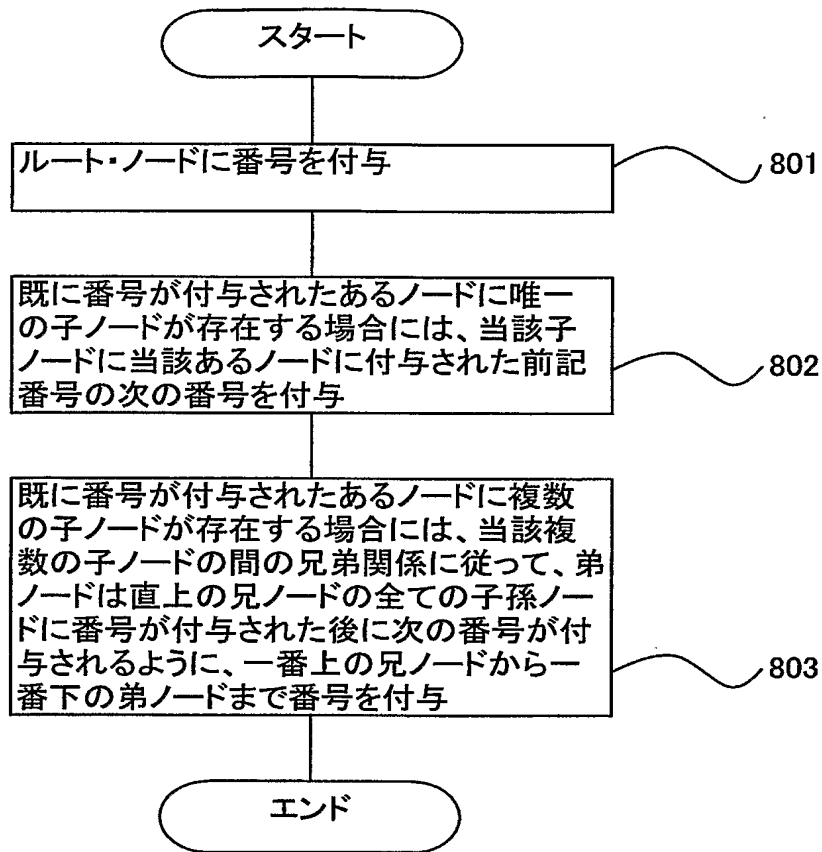 スタート
ルート・ノードに番号を付与
801
既に番号が付与されたあるノードに唯一
の子ノードが存在する場合には、当該子
ノードに当該あるノードに付与された前記
番号の次の番号を付与
802
既に番号が付与されたあるノードに複数
の子ノードが存在する場合には、当該複
数の子ノードの間の兄弟関係に従って、弟
ノードは直上の兄ノードの全ての子孫ノー
ドに番号が付与された後に次の番号が付
与されるように、一番上の兄ノードから一
番下の弟ノードまで番号を付与
803
エンド